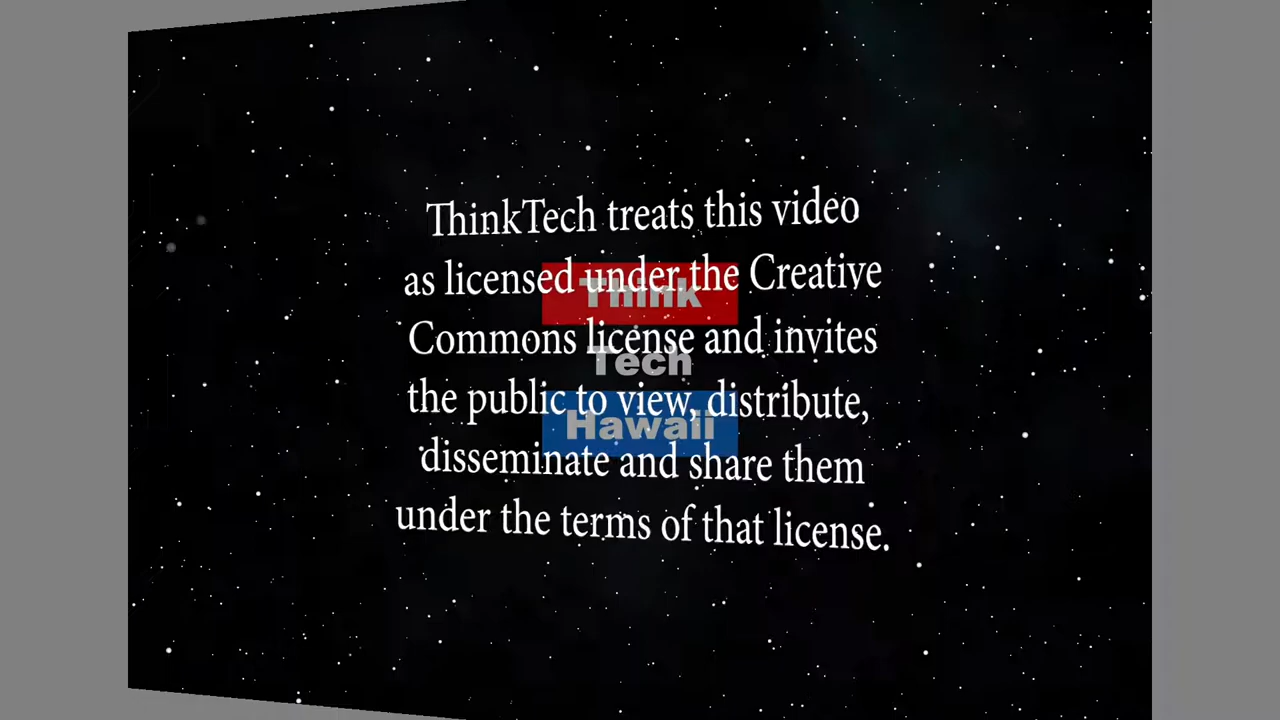 ThinkTech treats this video
as licensed under the Creative
Think
Commons license and invites
Tech
the public to view, distribute,
Hawaii
disseminate and share them
under the terms of that license.